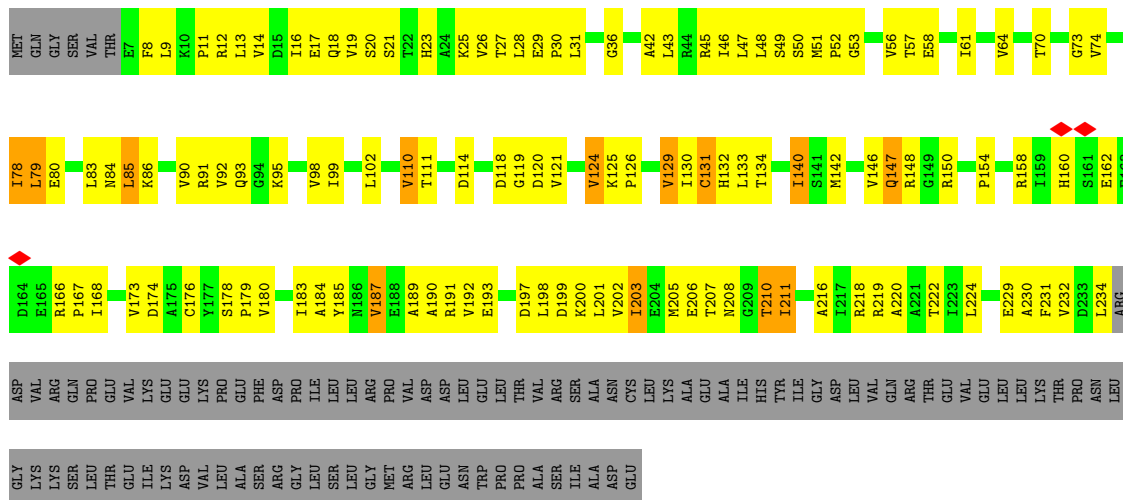 MET GLN GLY SER VAL THR E7 F8 L9 K10 P11 R12 L13 V14 D15 I16 E17 Q18 V19 S20 S21 T22 H23 A24 K25 V26 T27 L28 E29 P30 L31 G36 A42 L43 R44 R45 I46 L47 L48 S49 S50 M51 P52 G53 V56 T57 E58 I61 V64 T70 G73 V74
I78 L79 E80 L83 N84 L85 K86 V90 R91 V92 Q93 G94 K95 V98 I99 L102 V110 T111 D114 D118 G119 D120 V121 V124 K125 P126 V129 I130 C131 H132 L133 T134 I140 S141 M142 V146 Q147 R148 G149 R150 P154 R158 I159 H160 S161 E162
D164 E165 R166 P167 I168 V173 D174 A175 C176 Y177 S178 P179 V180 I183 A184 Y185 N186 V187 E188 A189 A190 R191 V192 E193 D197 L198 D199 K200 L201 V202 I203 E204 M205 E206 T207 N208 G209 T210 I211 A216 I217 R218 R219 A220 A221 T222 I223 L224 E229 A230 F231 V232 D233 L234 ARG
ASP VAL ARG GLN PRO GLU VAL LYS GLU GLU LYS PRO GLU PHE ASP PRO ILE LEU LEU ARG PRO VAL ASP ASP LEU GLU LEU THR VAL ARG SER ALA ASN CYS LEU LYS ALA GLU ALA ILE HIS TYR ILE GLY ASP LEU VAL GLN ARG THR GLU VAL GLU LEU LEU LYS THR PRO ASN LEU
GLY LYS LYS SER LEU THR GLU ILE LYS ASP VAL LEU ALA SER ARG GLY LEU SER LEU GLY MET ARG LEU GLU ASN TRP PRO PRO ALA SER ILE ALA ASP GLU